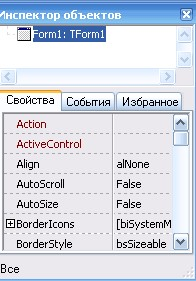 Инспектор объектов
Form1: TForm1
Свойства События Избранное
Action
ActiveControl
Align alNone
AutoScroll False
AutoSize False
BorderIcons [biSystemM
BorderStyle bsSizeable
Все